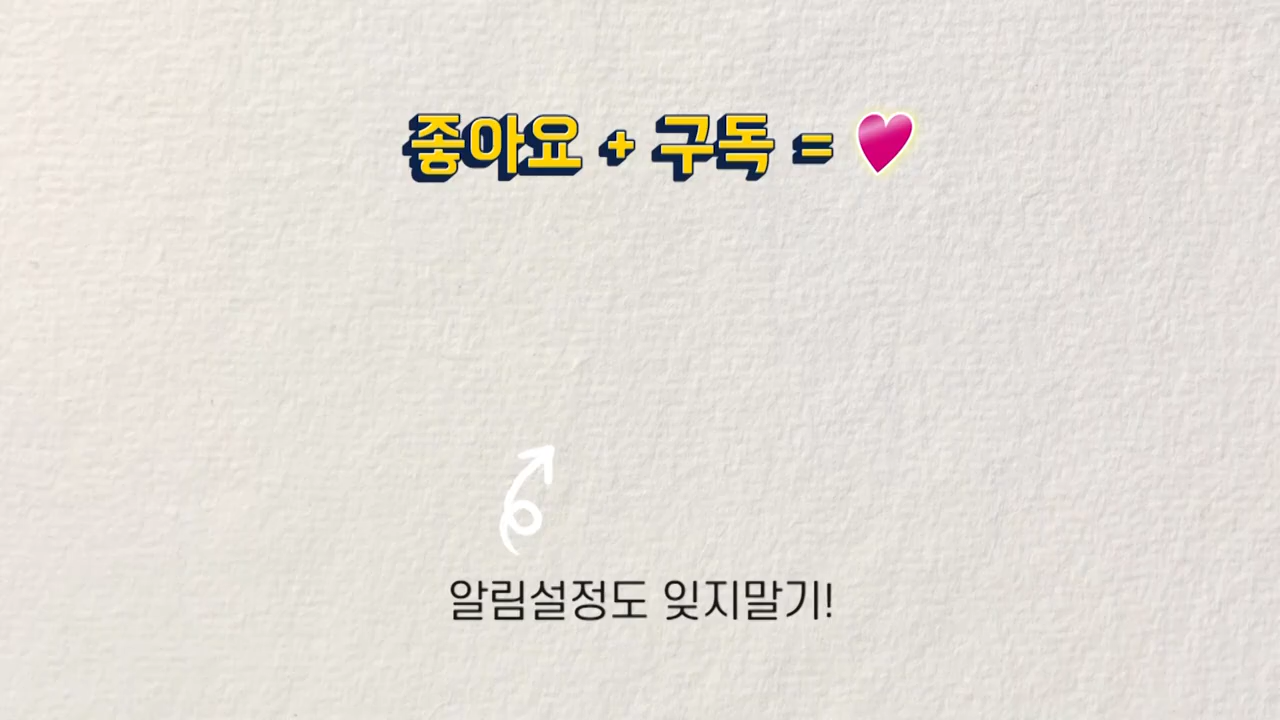 좋아요 + 구독 = 💗
알림설정도 잊지말기!